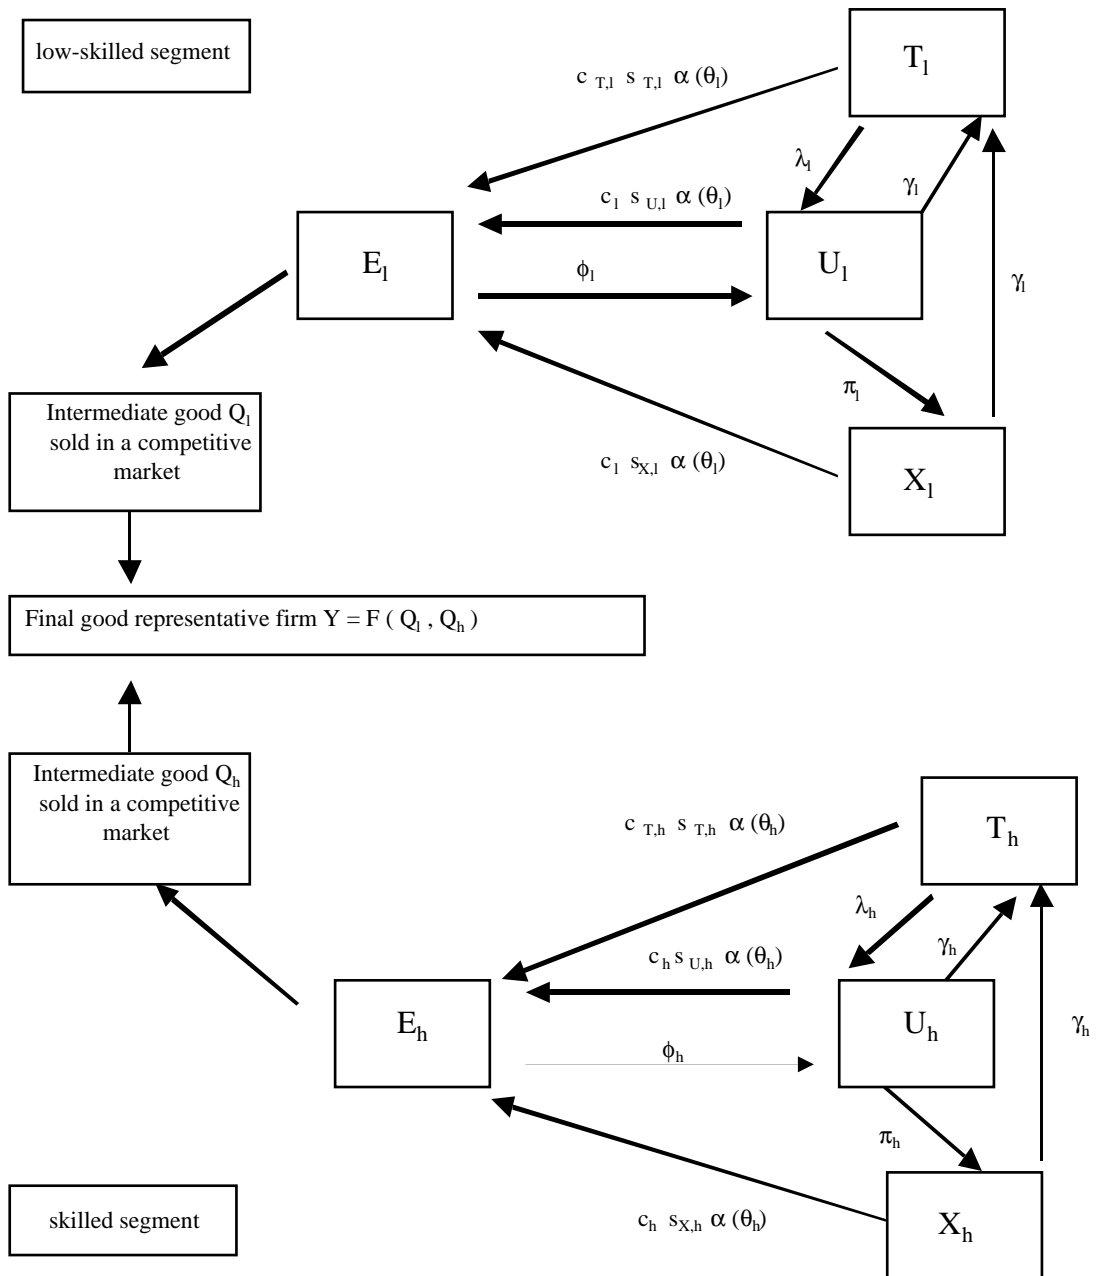 low-skilled segment
T_l
c_T,l s_T,l α (θ_l)
λ_l
γ_l
c_l s_U,l α (θ_l)
E_l
U_l
ϕ_l
γ_l
π_l
Intermediate good Q_l
sold in a competitive
market
c_l s_X,l α (θ_l)
X_l
Final good representative firm Y = F ( Q_l , Q_h )
Intermediate good Q_h
sold in a competitive
market
T_h
c_T,h s_T,h α (θ_h)
λ_h
γ_h
c_h s_U,h α (θ_h)
E_h
U_h
γ_h
ϕ_h
π_h
skilled segment
c_h s_X,h α (θ_h)
X_h